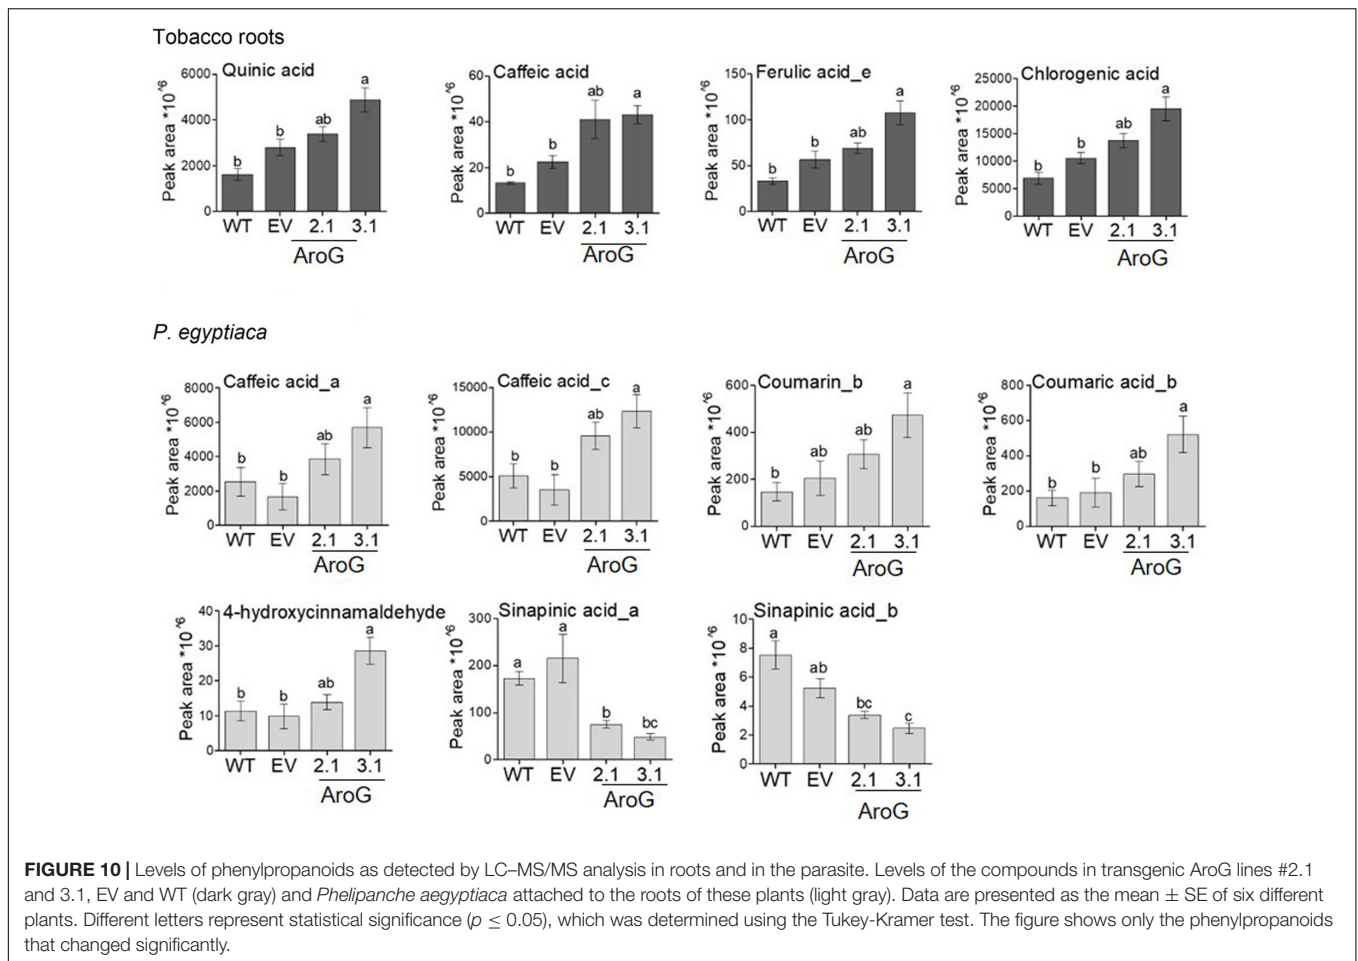 Tobacco roots
Quinic acid
Peak area *10^6
6000
4000
2000
0
b
b
ab
a
WT EV 2.1 3.1
AroG
Caffeic acid
Peak area *10^6
60
40
20
0
b
b
ab
a
WT EV 2.1 3.1
AroG
Ferulic acid_e
Peak area *10^6
150
100
50
0
b
b
ab
a
WT EV 2.1 3.1
AroG
Chlorogenic acid
Peak area *10^6
25000
20000
15000
10000
5000
0
b
b
ab
a
WT EV 2.1 3.1
AroG
P. egyptiaca
Caffeic acid_a
Peak area *10^6
8000
6000
4000
2000
0
b
b
ab
a
WT EV 2.1 3.1
AroG
Caffeic acid_c
Peak area *10^6
15000
10000
5000
0
b
b
ab
a
WT EV 2.1 3.1
AroG
Coumarin_b
Peak area *10^6
600
400
200
0
b
ab
ab
a
WT EV 2.1 3.1
AroG
Coumaric acid_b
Peak area *10^6
800
600
400
200
0
b
b
ab
a
WT EV 2.1 3.1
AroG
4-hydroxycinnamaldehyde
Peak area *10^6
40
30
20
10
0
b
b
ab
a
WT EV 2.1 3.1
AroG
Sinapinic acid_a
Peak area *10^6
300
200
100
0
a
a
b
bc
WT EV 2.1 3.1
AroG
Sinapinic acid_b
Peak area *10^6
10
8
6
4
2
0
a
ab
bc
c
WT EV 2.1 3.1
AroG
FIGURE 10 | Levels of phenylpropanoids as detected by LC–MS/MS analysis in roots and in the parasite. Levels of the compounds in transgenic AroG lines #2.1
and 3.1, EV and WT (dark gray) and Phelipanche aegyptiaca attached to the roots of these plants (light gray). Data are presented as the mean ± SE of six different
plants. Different letters represent statistical significance (p ≤ 0.05), which was determined using the Tukey-Kramer test. The figure shows only the phenylpropanoids
that changed significantly.